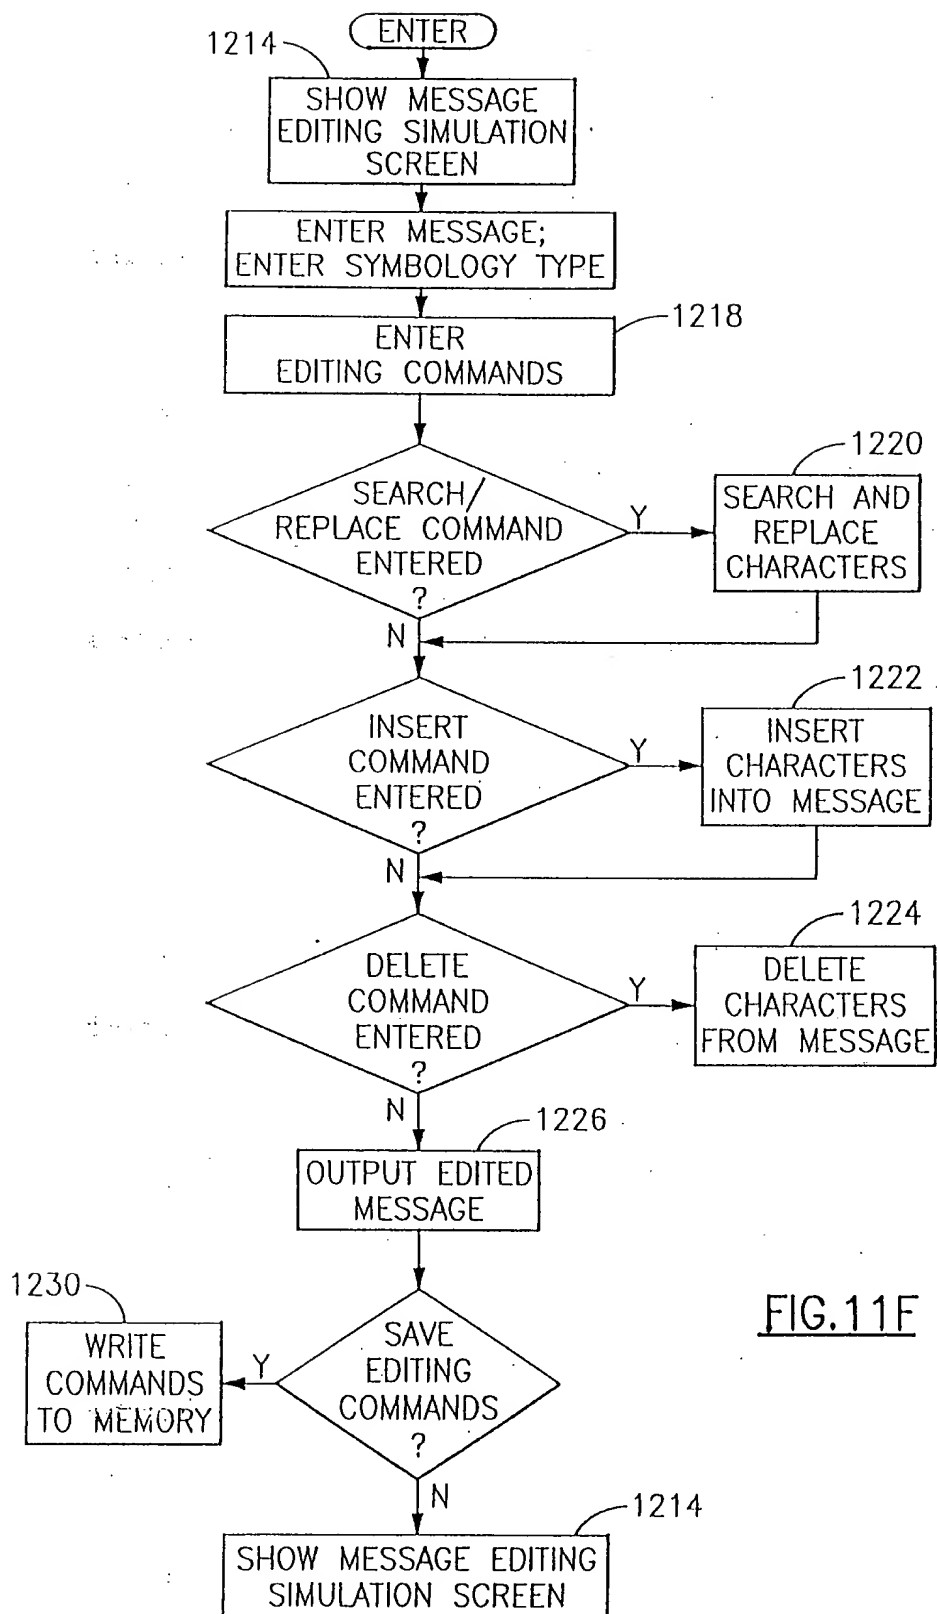 ENTER
1214
SHOW MESSAGE
EDITING SIMULATION
SCREEN
ENTER MESSAGE;
ENTER SYMBOLOGY TYPE
1218
ENTER
EDITING COMMANDS
SEARCH/
REPLACE COMMAND
ENTERED
?
Y
N
1220
SEARCH AND
REPLACE
CHARACTERS
INSERT
COMMAND
ENTERED
?
Y
N
1222
INSERT
CHARACTERS
INTO MESSAGE
DELETE
COMMAND
ENTERED
?
Y
N
1224
DELETE
CHARACTERS
FROM MESSAGE
1226
OUTPUT EDITED
MESSAGE
SAVE
EDITING
COMMANDS
?
Y
N
1230
WRITE
COMMANDS
TO MEMORY
FIG.11F
1214
SHOW MESSAGE EDITING
SIMULATION SCREEN